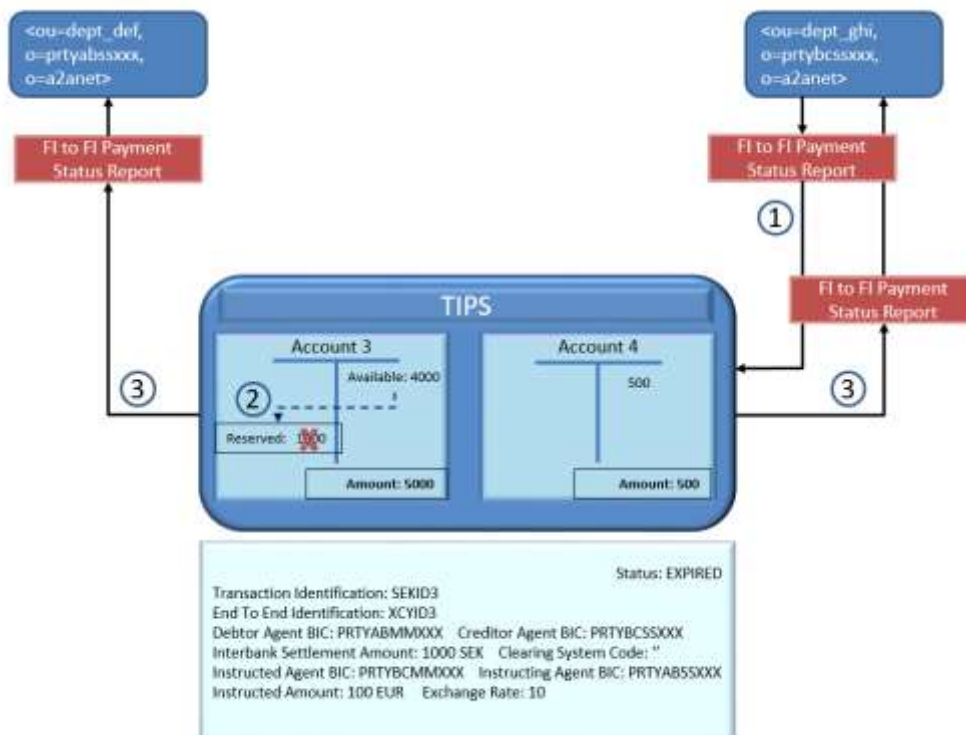 <ou=dept_def,
o=prtyabssxxx,
o=a2anet>
<ou=dept_ghi,
o=prtybcssxxx,
o=a2anet>
FI to FI Payment
Status Report
FI to FI Payment
Status Report
1
FI to FI Payment
Status Report
TIPS
Account 3
Available: 4000
2
Reserved:
Amount: 5000
Account 4
500
Amount: 500
3
3
Status: EXPIRED
Transaction Identification: SEKID3
End To End Identification: XCYID3
Debtor Agent BIC: PRTYABMMXXX Creditor Agent BIC: PRTYBCSSXXX
Interbank Settlement Amount: 1000 SEK Clearing System Code: ''
Instructed Agent BIC: PRTYBCMMXXX Instructing Agent BIC: PRTYABSSXXX
Instructed Amount: 100 EUR Exchange Rate: 10